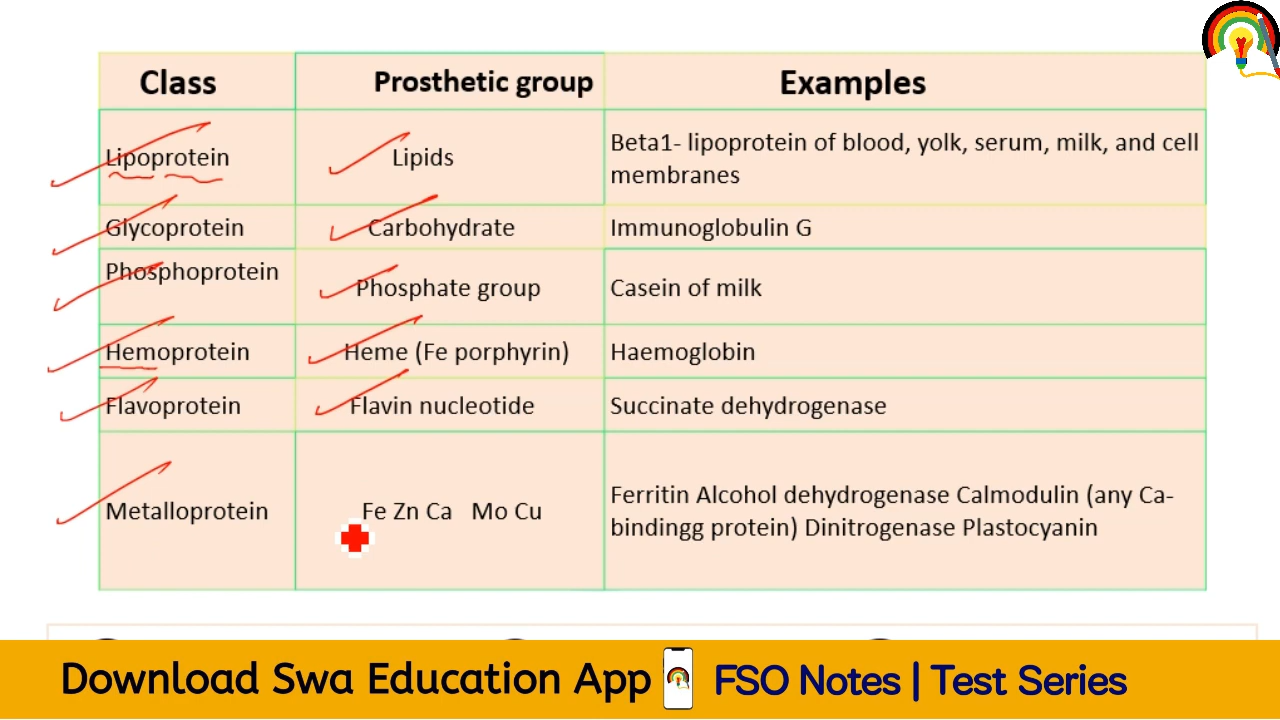 Class Prosthetic group Examples
Lipoprotein Lipids Beta1- lipoprotein of blood, yolk, serum, milk, and cell
membranes
Glycoprotein Carbohydrate Immunoglobulin G
Phosphoprotein Phosphate group Casein of milk
Hemoprotein Heme (Fe porphyrin) Haemoglobin
Flavoprotein Flavin nucleotide Succinate dehydrogenase
Metalloprotein Fe Zn Ca Mo Cu Ferritin Alcohol dehydrogenase Calmodulin (any Ca-
bindingg protein) Dinitrogenase Plastocyanin
Download Swa Education App FSO Notes | Test Series